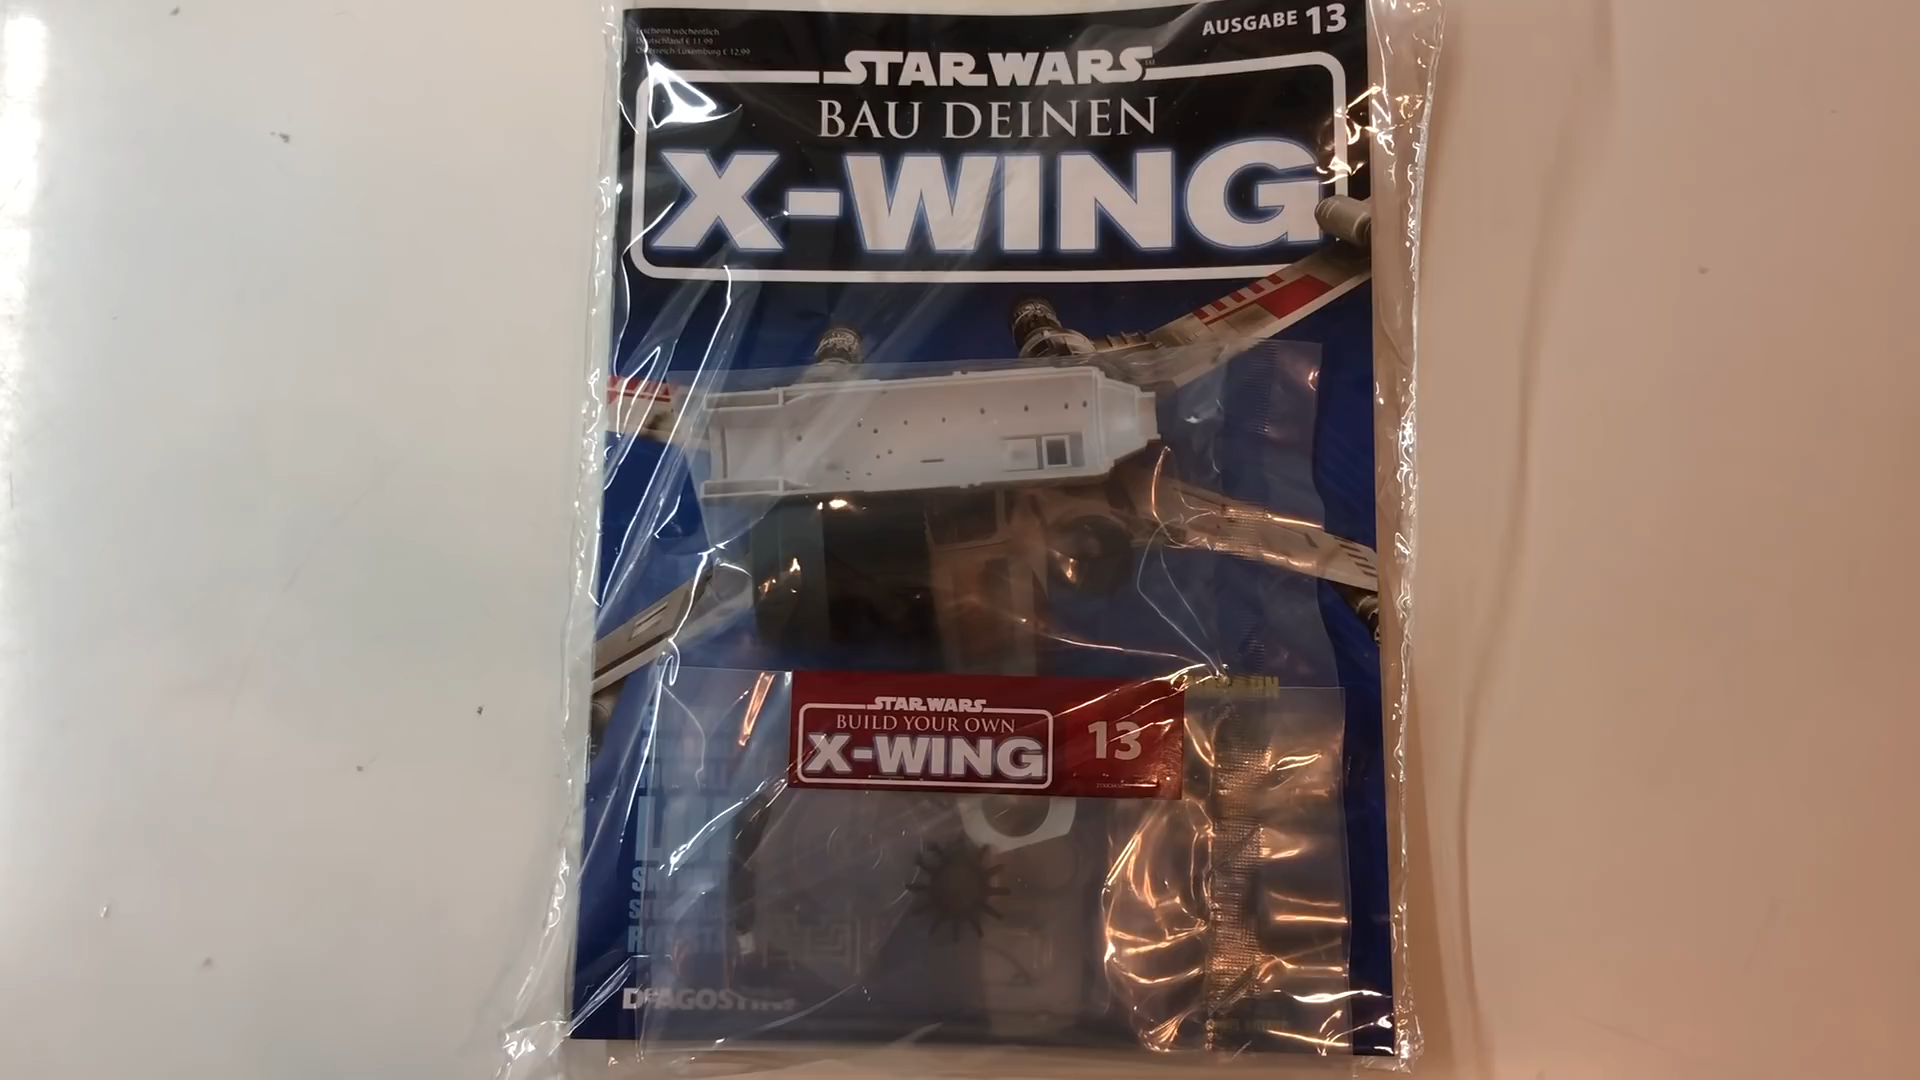 Erscheint wöchentlich
Deutschland € 11,99
Österreich/Luxemburg € 12,99
AUSGABE 13
STAR WARS
BAU DEINEN
X-WING
STAR WARS
BUILD YOUR OWN
X-WING
13
DeAGOSTINI